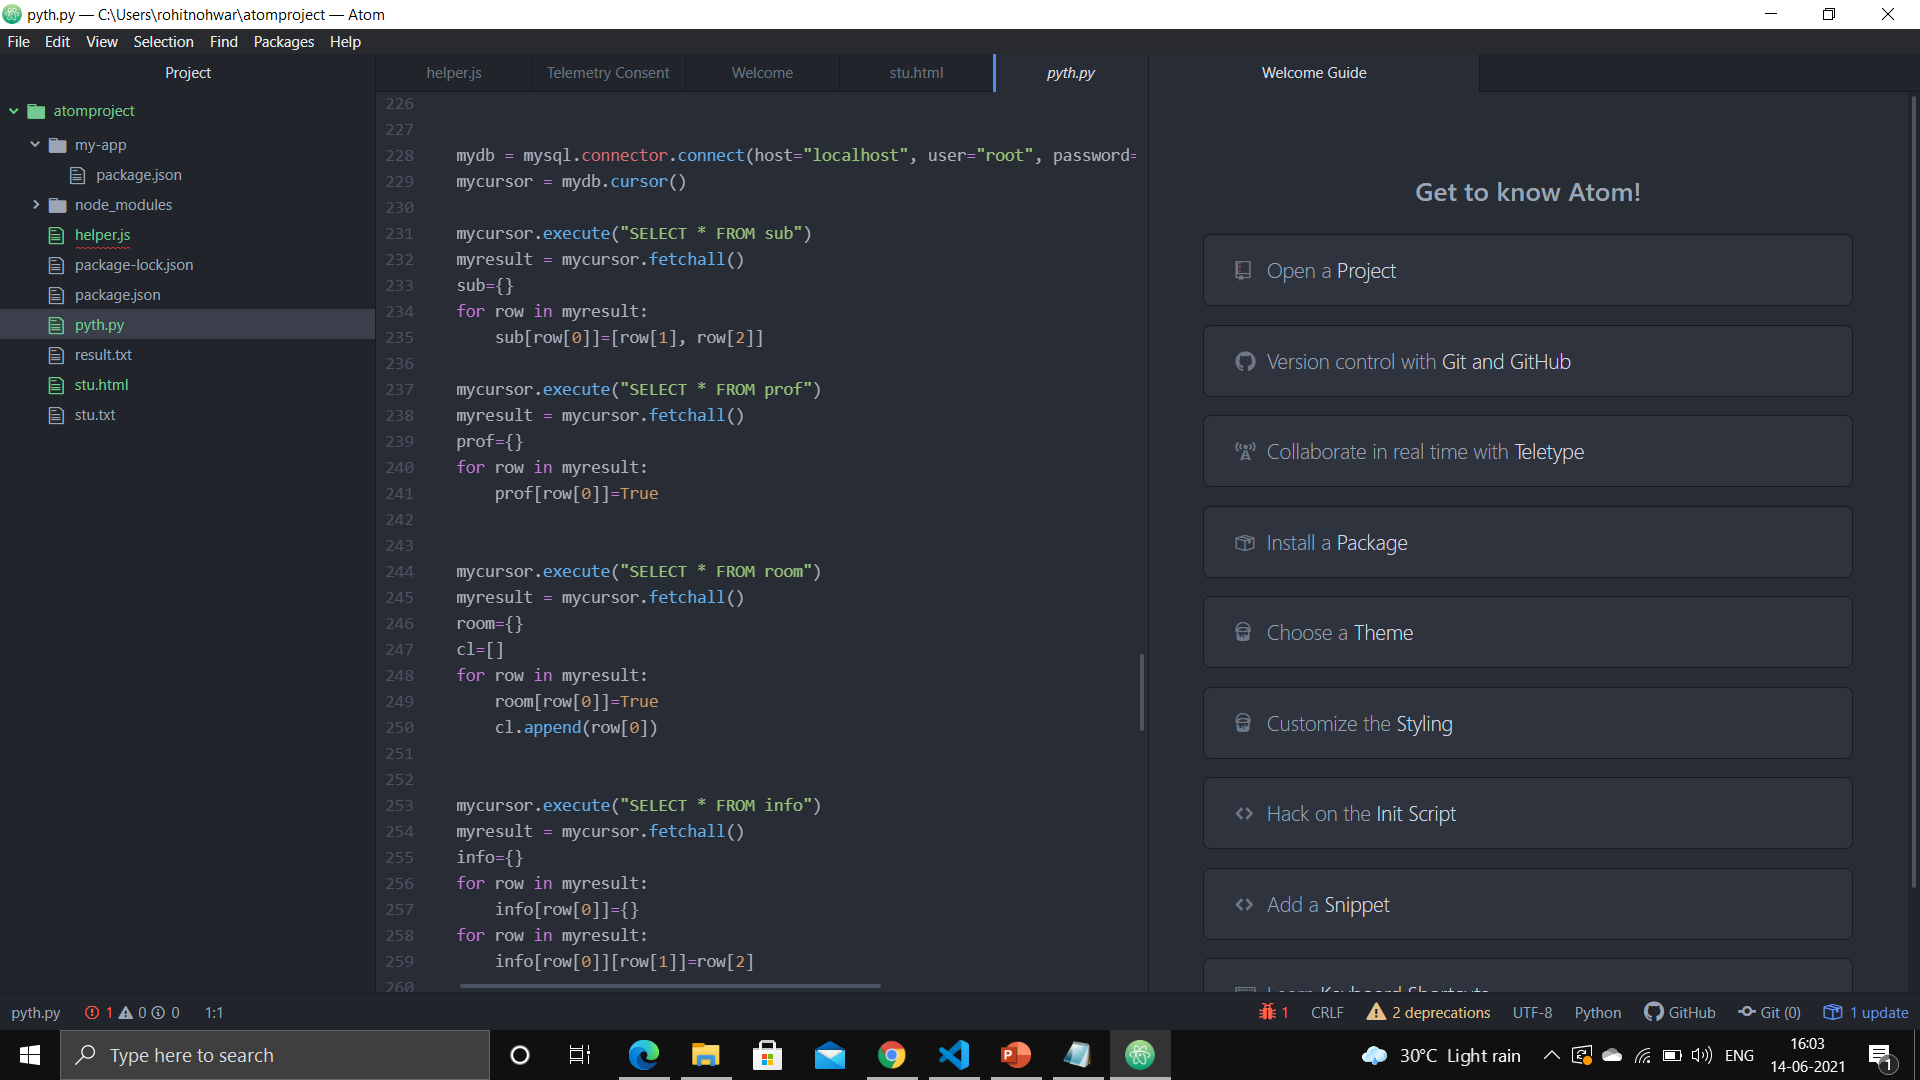 pyth.py — C:\Users\rohitnohwar\atomproject — Atom
File Edit View Selection Find Packages Help
Project
atomproject
my-app
package.json
node_modules
helper.js
package-lock.json
package.json
pyth.py
result.txt
stu.html
stu.txt
helper.js Telemetry Consent Welcome stu.html pyth.py
226
227
228 mydb = mysql.connector.connect(host="localhost", user="root", password=
229 mycursor = mydb.cursor()
230
231 mycursor.execute("SELECT * FROM sub")
232 myresult = mycursor.fetchall()
233 sub={}
234 for row in myresult:
235 sub[row[0]]=[row[1], row[2]]
236
237 mycursor.execute("SELECT * FROM prof")
238 myresult = mycursor.fetchall()
239 prof={}
240 for row in myresult:
241 prof[row[0]]=True
242
243
244 mycursor.execute("SELECT * FROM room")
245 myresult = mycursor.fetchall()
246 room={}
247 cl=[]
248 for row in myresult:
249 room[row[0]]=True
250 cl.append(row[0])
251
252
253 mycursor.execute("SELECT * FROM info")
254 myresult = mycursor.fetchall()
255 info={}
256 for row in myresult:
257 info[row[0]]={}
258 for row in myresult:
259 info[row[0]][row[1]]=row[2]
260
Welcome Guide
Get to know Atom!
Open a Project
Version control with Git and GitHub
Collaborate in real time with Teletype
Install a Package
Choose a Theme
Customize the Styling
Hack on the Init Script
Add a Snippet
Learn Keyboard Shortcuts
pyth.py 1 0 0 1:1
1 CRLF 2 deprecations UTF-8 Python GitHub Git (0) 1 update
Type here to search
30°C Light rain
ENG
16:03
14-06-2021
1